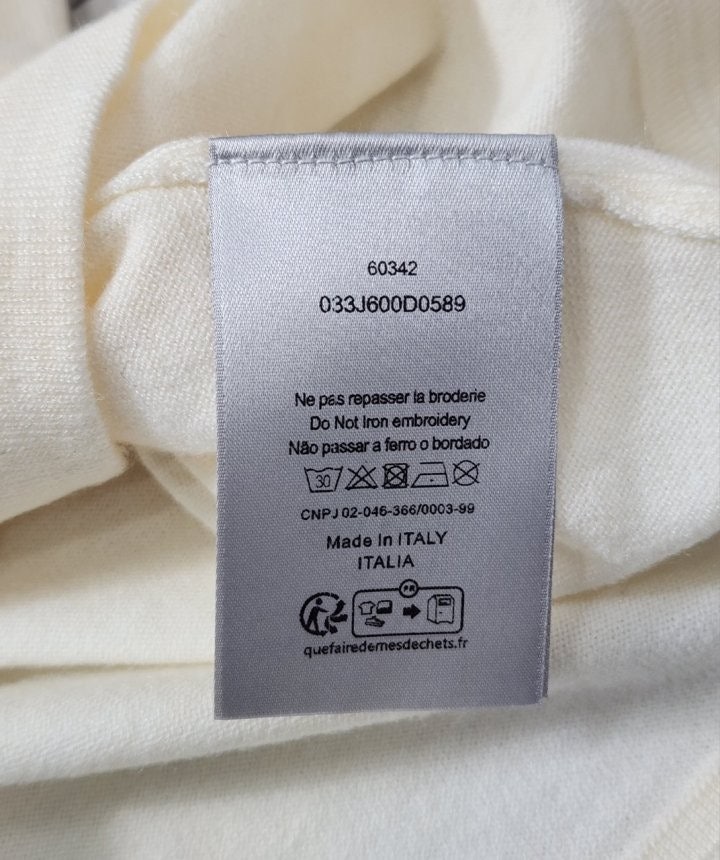 60342
033J600D0589
Ne pas repasser la broderie
Do Not Iron embroidery
Não passar a ferro o bordado
30
CNPJ 02-046-366/0003-99
Made In ITALY
ITALIA
FR
quefairedemesdechets.fr